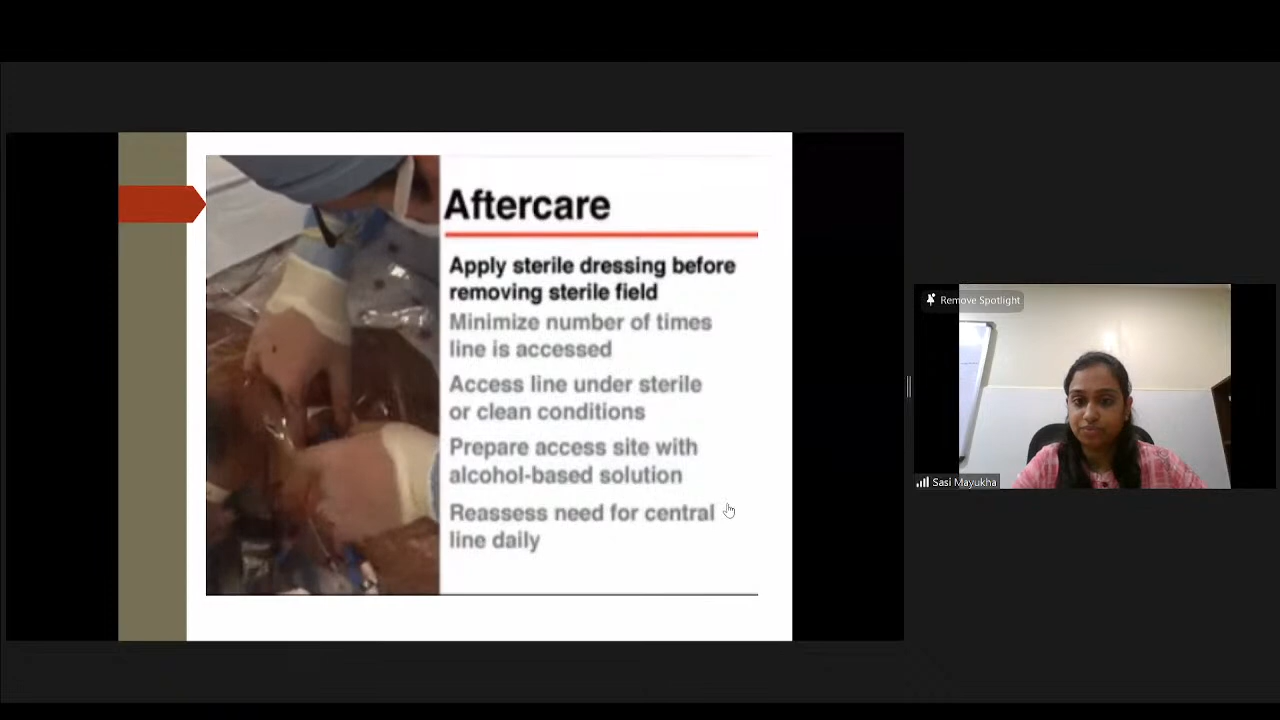 Aftercare
Apply sterile dressing before
removing sterile field
Minimize number of times
line is accessed
Access line under sterile
or clean conditions
Prepare access site with
alcohol-based solution
Reassess need for central
line daily
Remove Spotlight
Sasi Mayukha